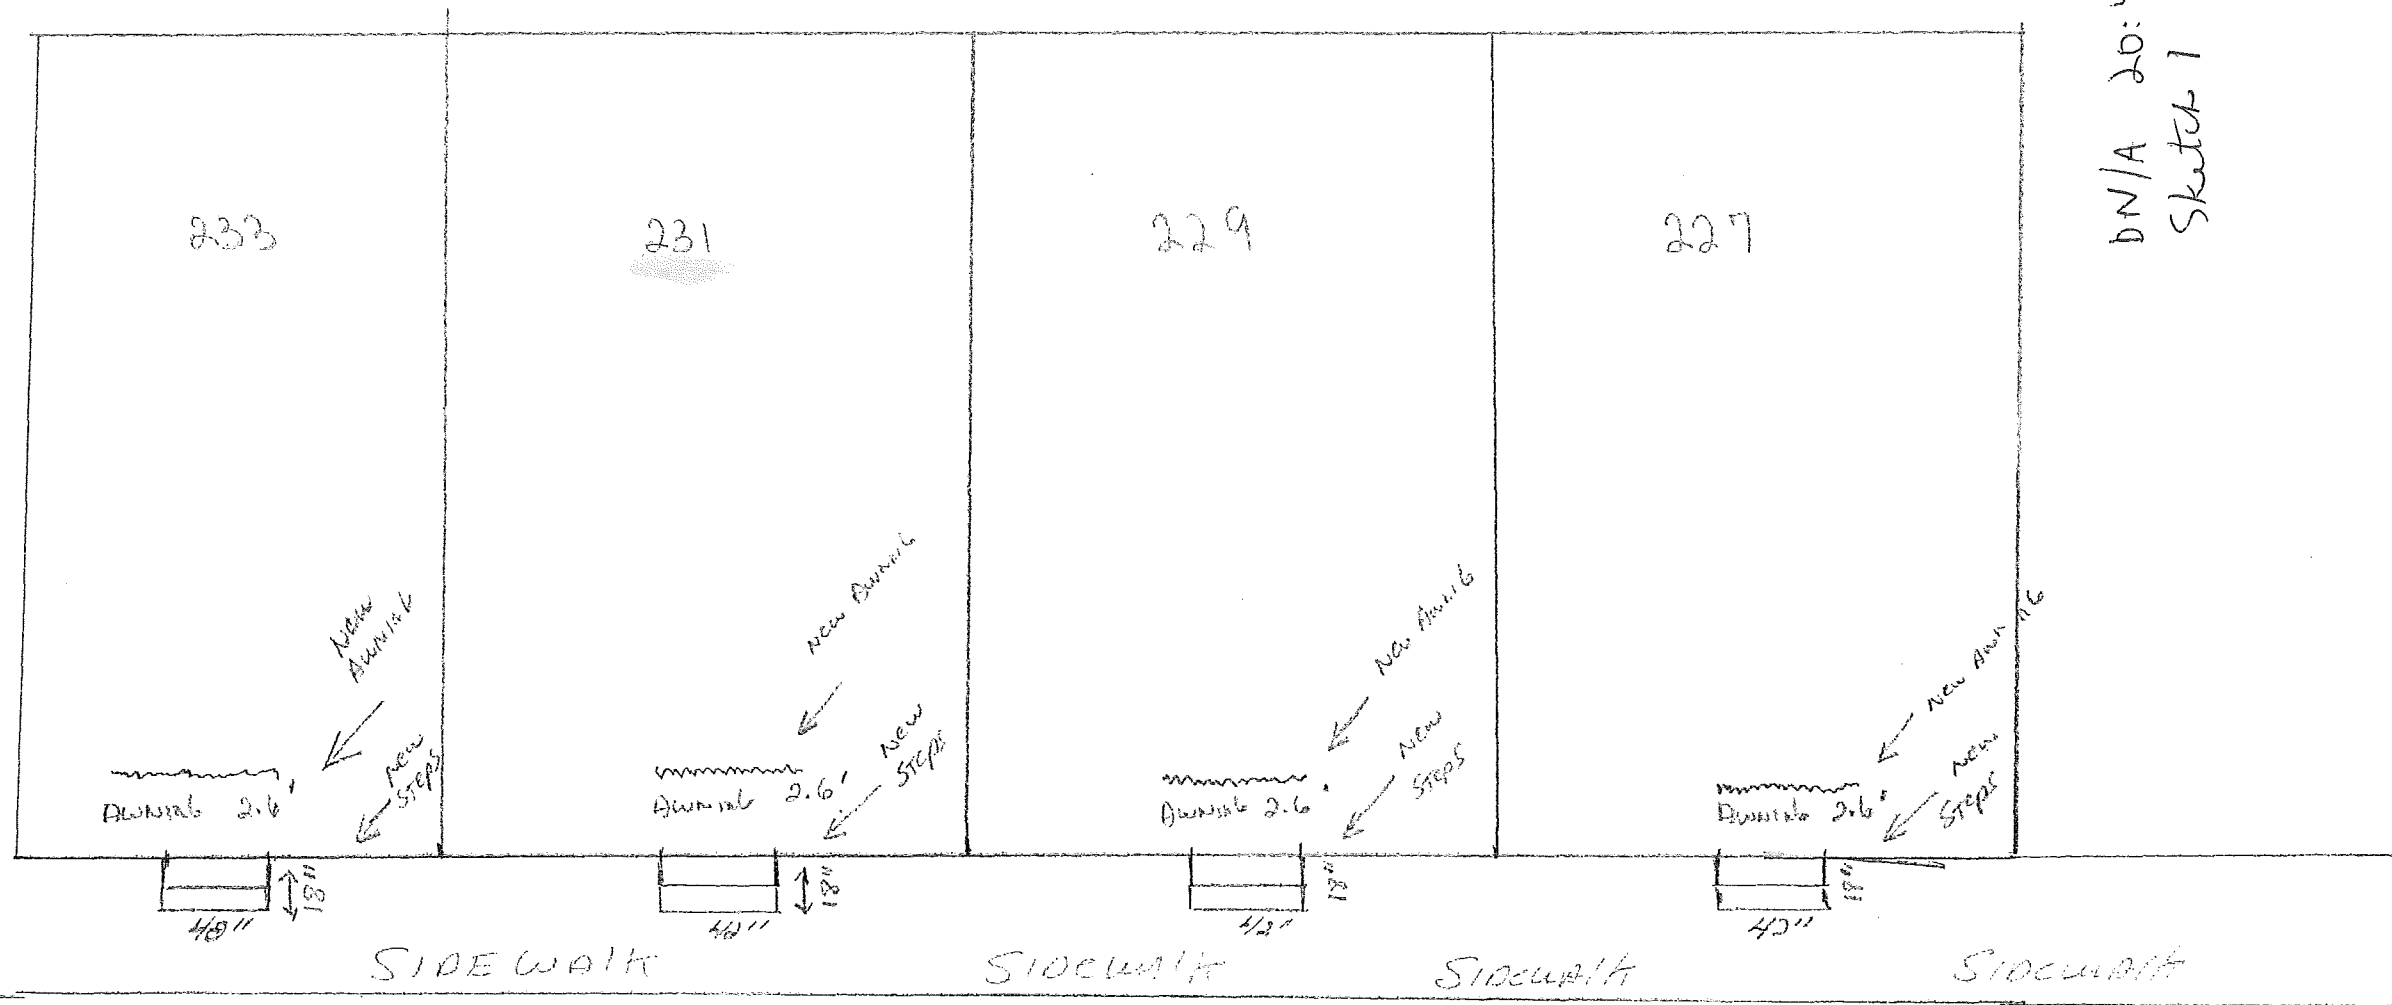 DN/A 20:
Sketch 1
233
231
229
227
NEW
AWNING
NEW
STEPS
AWNING 2.6'
NEW AWNING
NEW
STEPS
AWNING 2.6'
NEW AWNING
NEW
STEPS
AWNING 2.6'
NEW AWNING
NEW
STEPS
AWNING 2.6'
18"
18"
18"
18"
42"
42"
SIDEWALK
SIDEWALK
SIDEWALK
SIDEWALK